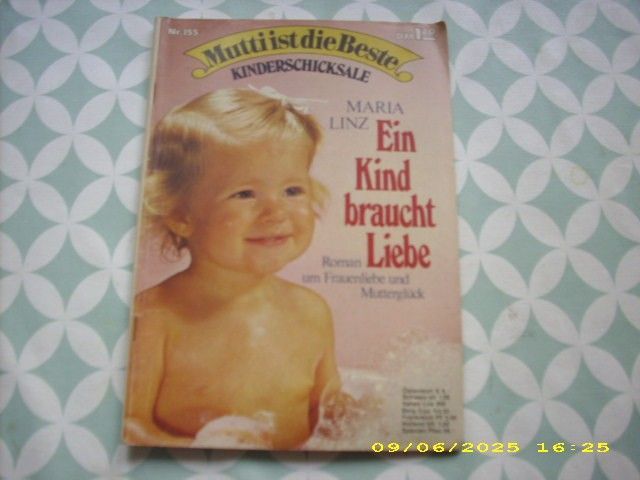 Nr. 155
Mutti ist die Beste
KINDERSCHICKSALE
MARIA
LINZ
Ein
Kind
braucht
Liebe
Roman
um Frauenliebe und
Mutterglück
09/06/2025 16:25